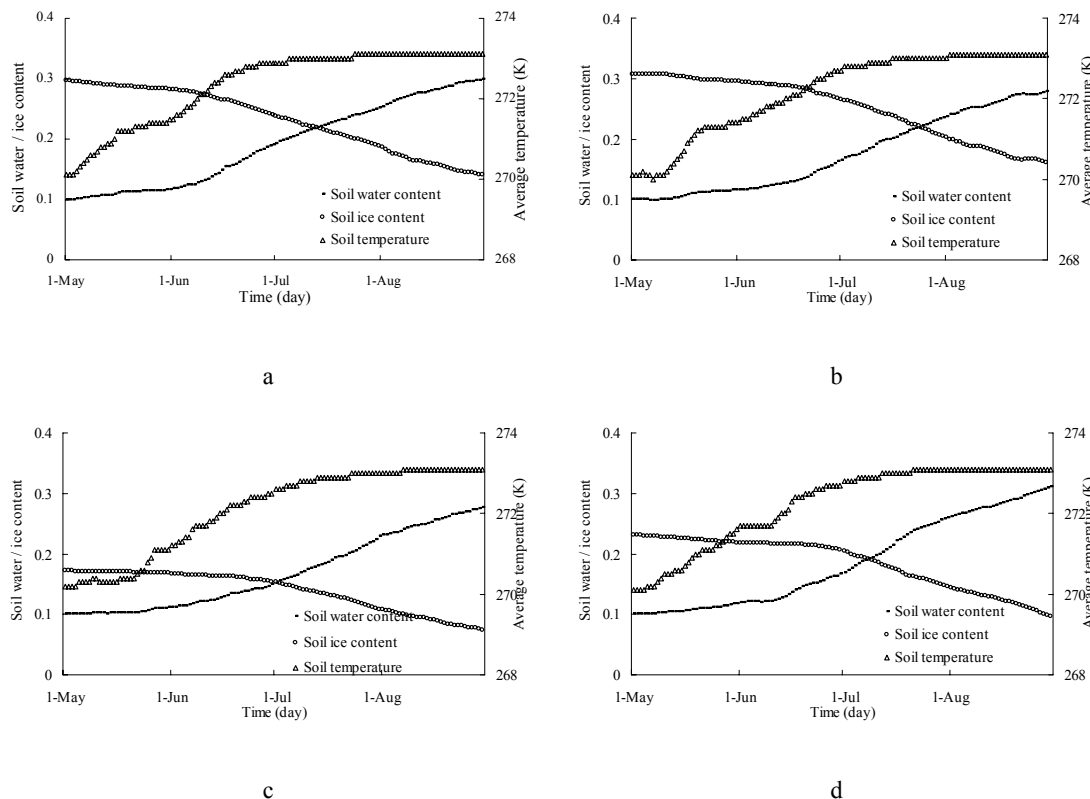 0.4
0.3
0.2
0.1
0
Soil water / ice content
274
272
270
268
Average temperature (K)
Soil water content
Soil ice content
Soil temperature
1-May
1-Jun
1-Jul
1-Aug
Time (day)
a
0.4
0.3
0.2
0.1
0
Soil water / ice content
274
272
270
268
Average temperature (K)
Soil water content
Soil ice content
Soil temperature
1-May
1-Jun
1-Jul
1-Aug
Time (day)
b
0.4
0.3
0.2
0.1
0
Soil water / ice content
274
272
270
268
Average temperature (K)
Soil water content
Soil ice content
Soil temperature
1-May
1-Jun
1-Jul
1-Aug
Time (day)
c
0.4
0.3
0.2
0.1
0
Soil water / ice content
274
272
270
268
Average temperature (K)
Soil water content
Soil ice content
Soil temperature
1-May
1-Jun
1-Jul
1-Aug
Time (day)
d